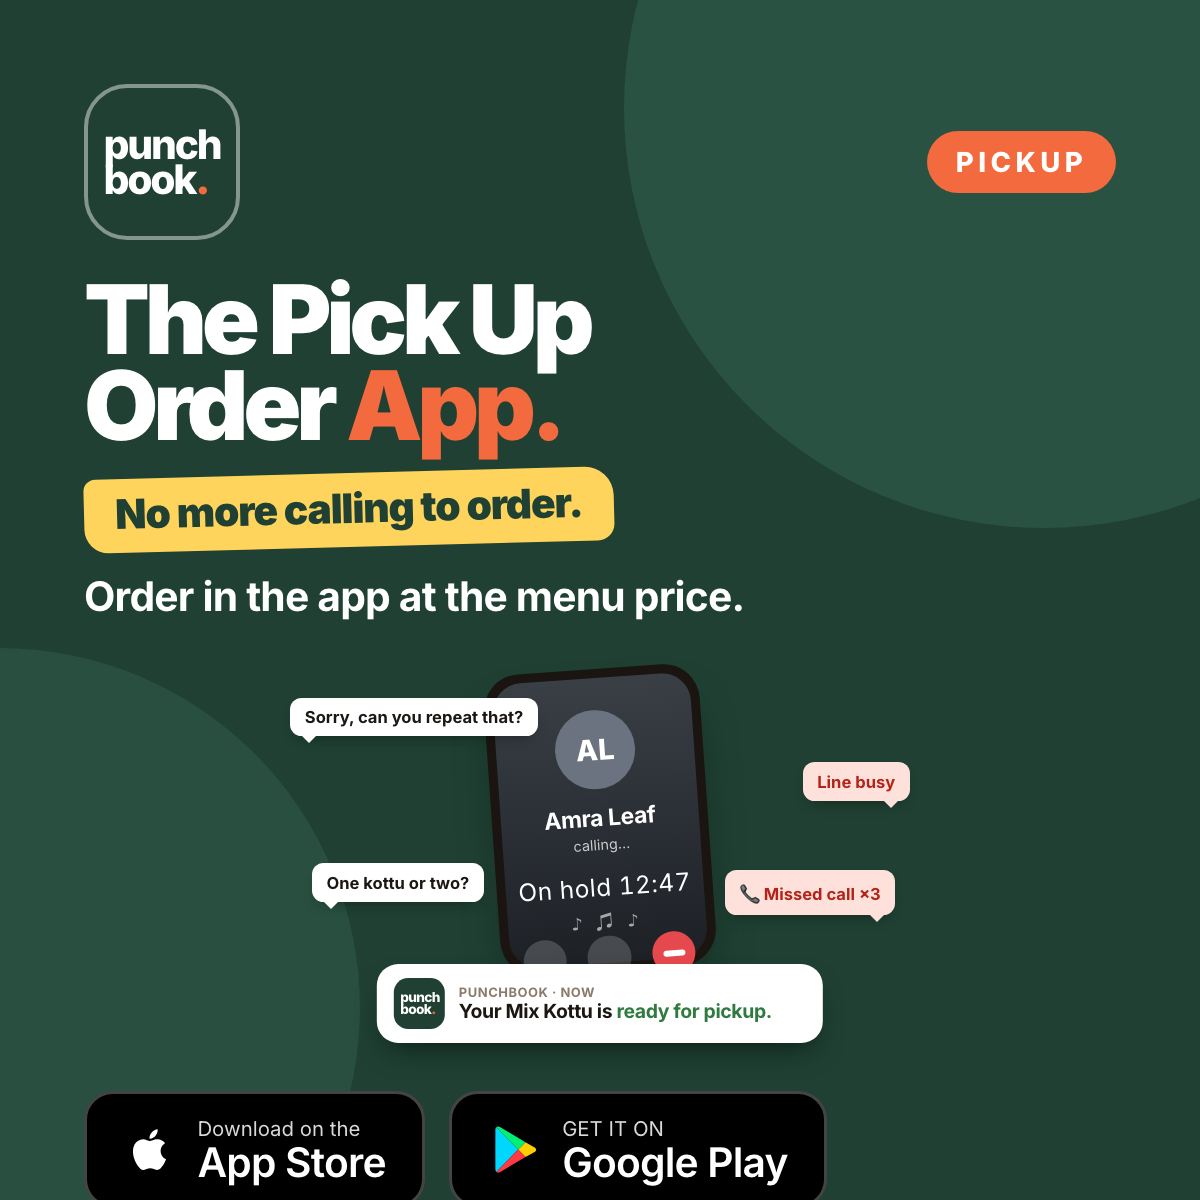 punch
book.
PICKUP
The Pick Up
Order App.
No more calling to order.
Order in the app at the menu price.
Sorry, can you repeat that?
AL
Line busy
Amra Leaf
calling...
One kottu or two?
On hold 12:47
Missed call ×3
punch
book.
PUNCHBOOK · NOW
Your Mix Kottu is ready for pickup.
Download on the
App Store
GET IT ON
Google Play